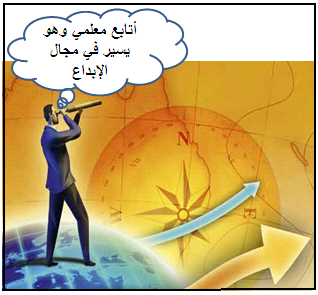 أتابع معلمي وهو
يسير في مجال
الإبداع
N
E